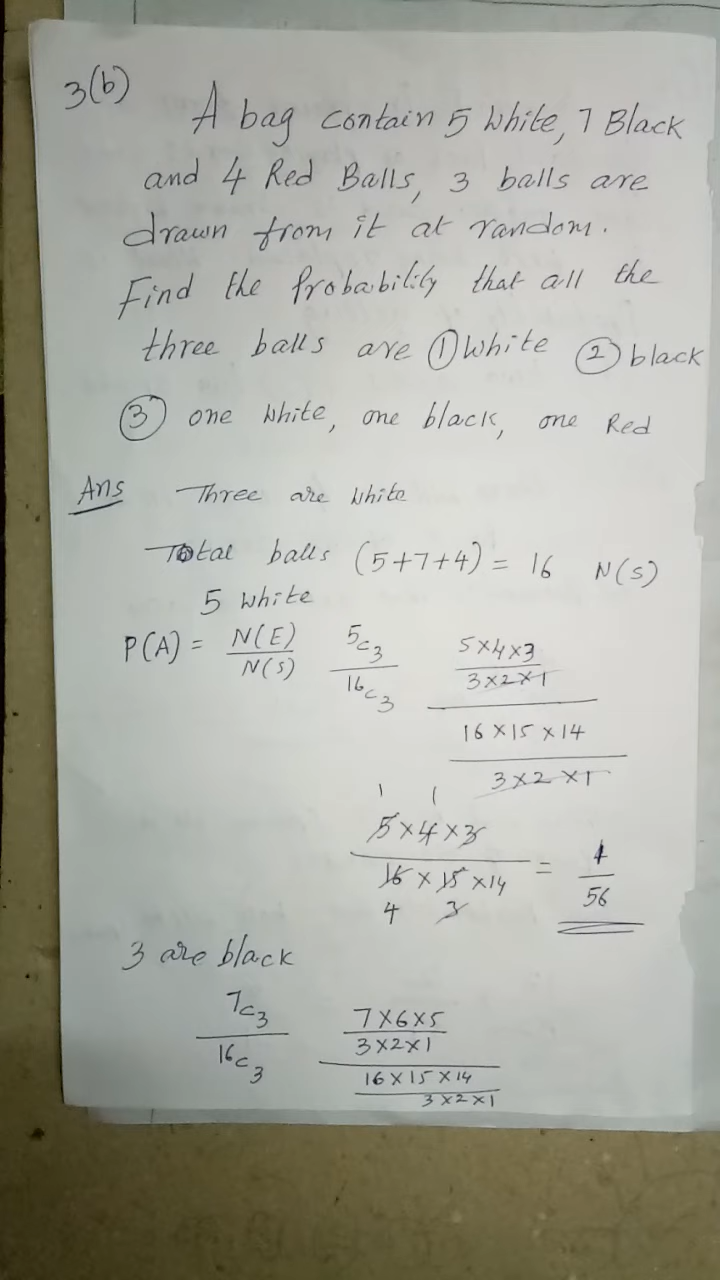 3(b)
A bag contain 5 White, 7 Black
and 4 Red Balls, 3 balls are
drawn from it at random.
Find the Probability that all the
three balls are ① White ② black
③ one White, one black, one Red
Ans Three are White
Total balls (5+7+4) = 16 N(S)
5 White
P(A) = N(E)/N(S) 5c3/16c3 5×4×3/3×2×1
16×15×14
3×2×1
1 1
5×4×3
16×15×14 = 1/56
4 3
3 are black
7c3/16c3 7×6×5/3×2×1
16×15×14
3×2×1